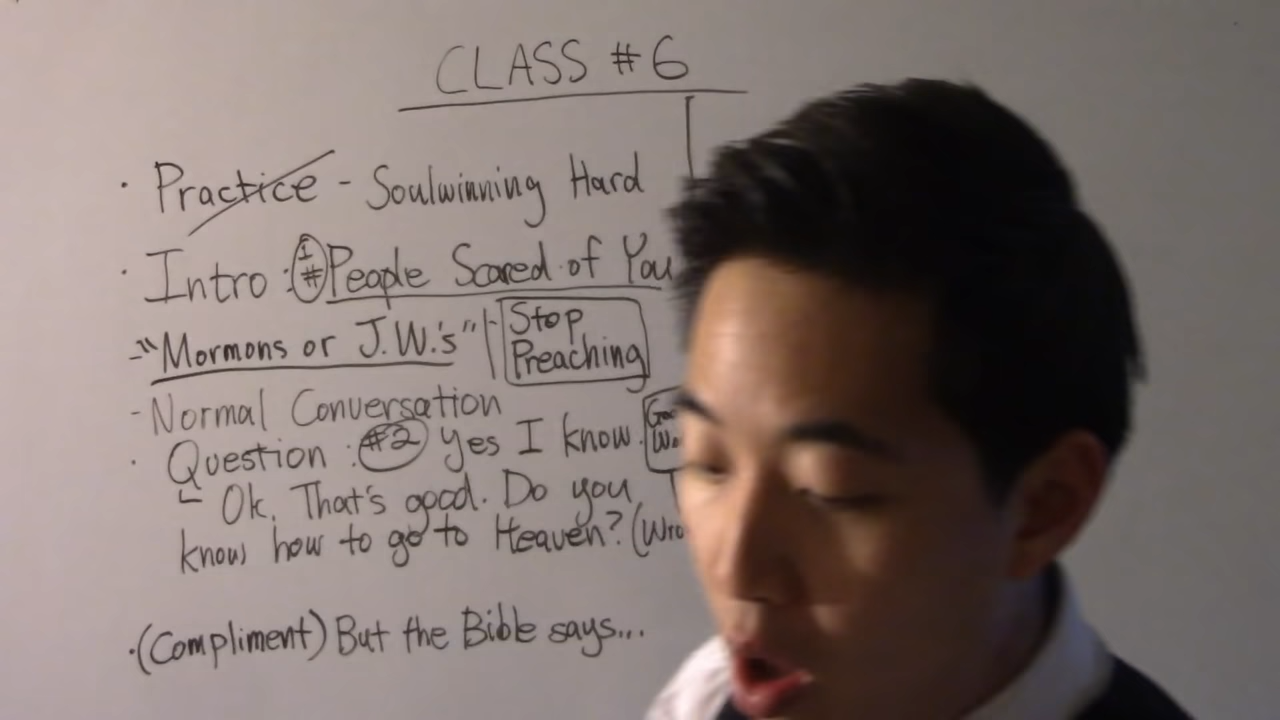 CLASS #6
· Practice - Soulwinning Hard
· Intro : #1 People Scared of You
- "Mormons or J.W.'s" - Stop Preaching
- Normal Conversation
· Question : #2 Yes I know.
Ok. That's good. Do you
know how to go to Heaven?
· (Compliment) But the Bible says...